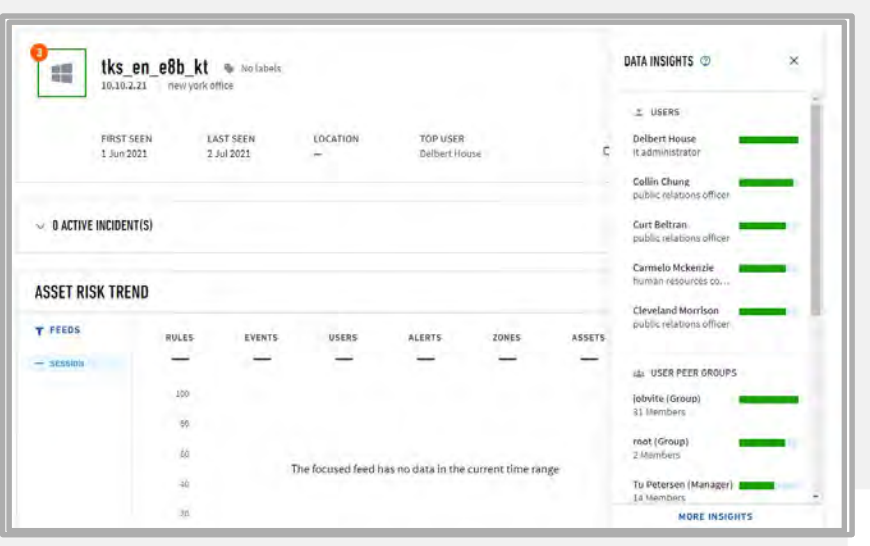 3
tks_en_e8b_kt No labels
10.10.2.21 new york office
FIRST SEEN LAST SEEN LOCATION TOP USER
1 Jun 2021 2 Jul 2021 — Delbert House
0 ACTIVE INCIDENT(S)
ASSET RISK TREND
FEEDS
session
RULES EVENTS USERS ALERTS ZONES ASSETS
— — — — — —
100
80
60
40
20
The focused feed has no data in the current time range
DATA INSIGHTS
USERS
Delbert House
it administrator
Collin Chung
public relations officer
Curt Beltran
public relations officer
Carmelo Mckenzie
human resources co...
Cleveland Morrison
public relations officer
USER PEER GROUPS
jobvite (Group)
31 Members
root (Group)
2 Members
Tu Petersen (Manager)
14 Members
MORE INSIGHTS